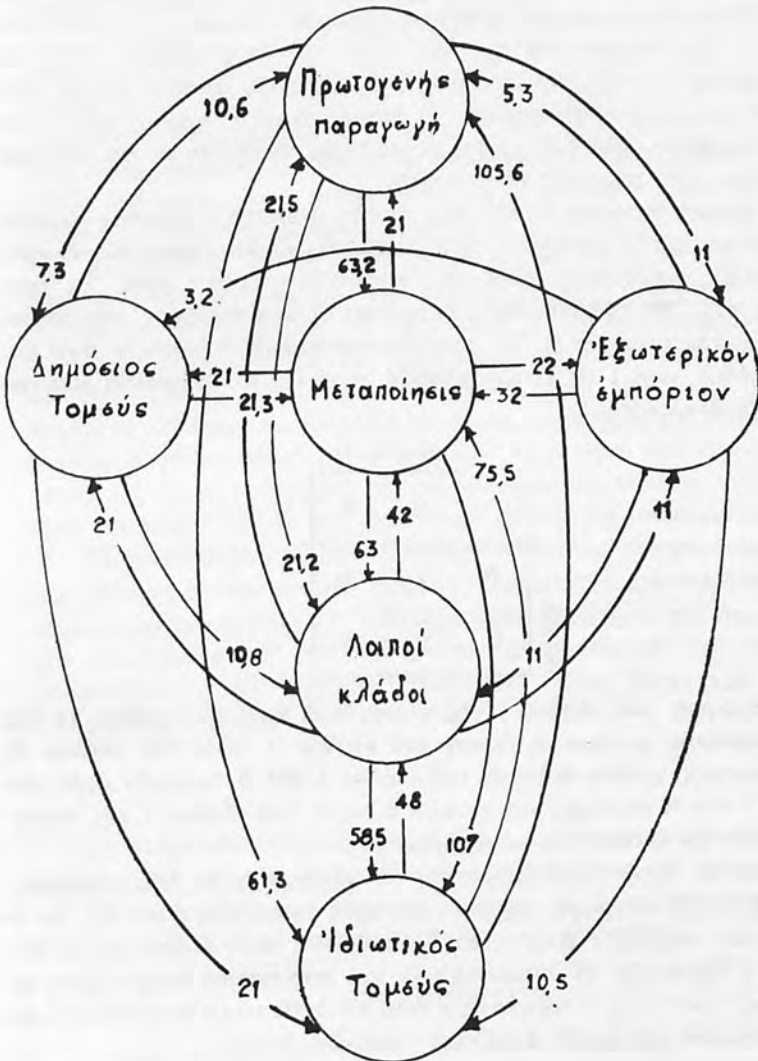 Πρωτογενής
παραγωγή
10,6
5,3
21,5
105,6
21
63,2
7,3
3,2
11
Δημόσιος
Τομεύς
21
21,3
Μεταποίησις
22
32
Ἐξωτερικόν
ἐμπόριον
75,5
21
42
11
63
21,2
10,8
Λοιποί
κλάδοι
11
48
58,5
107
61,3
Ἰδιωτικός
Τομεύς
21
10,5